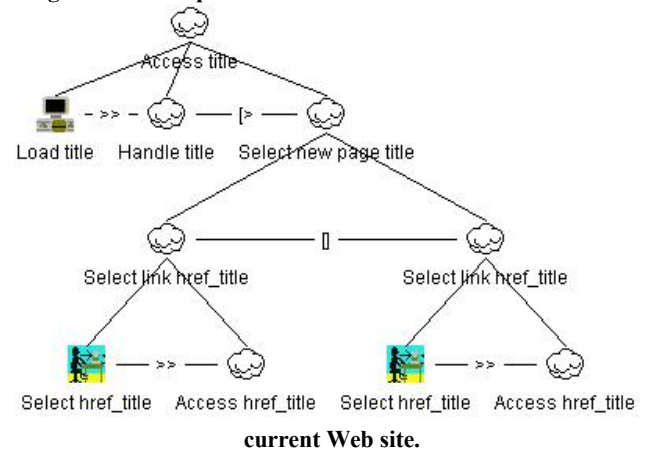 Access title
>> [>
Load title Handle title Select new page title
[]
Select link href_title Select link href_title
>> >>
Select href_title Access href_title Select href_title Access href_title
current Web site.